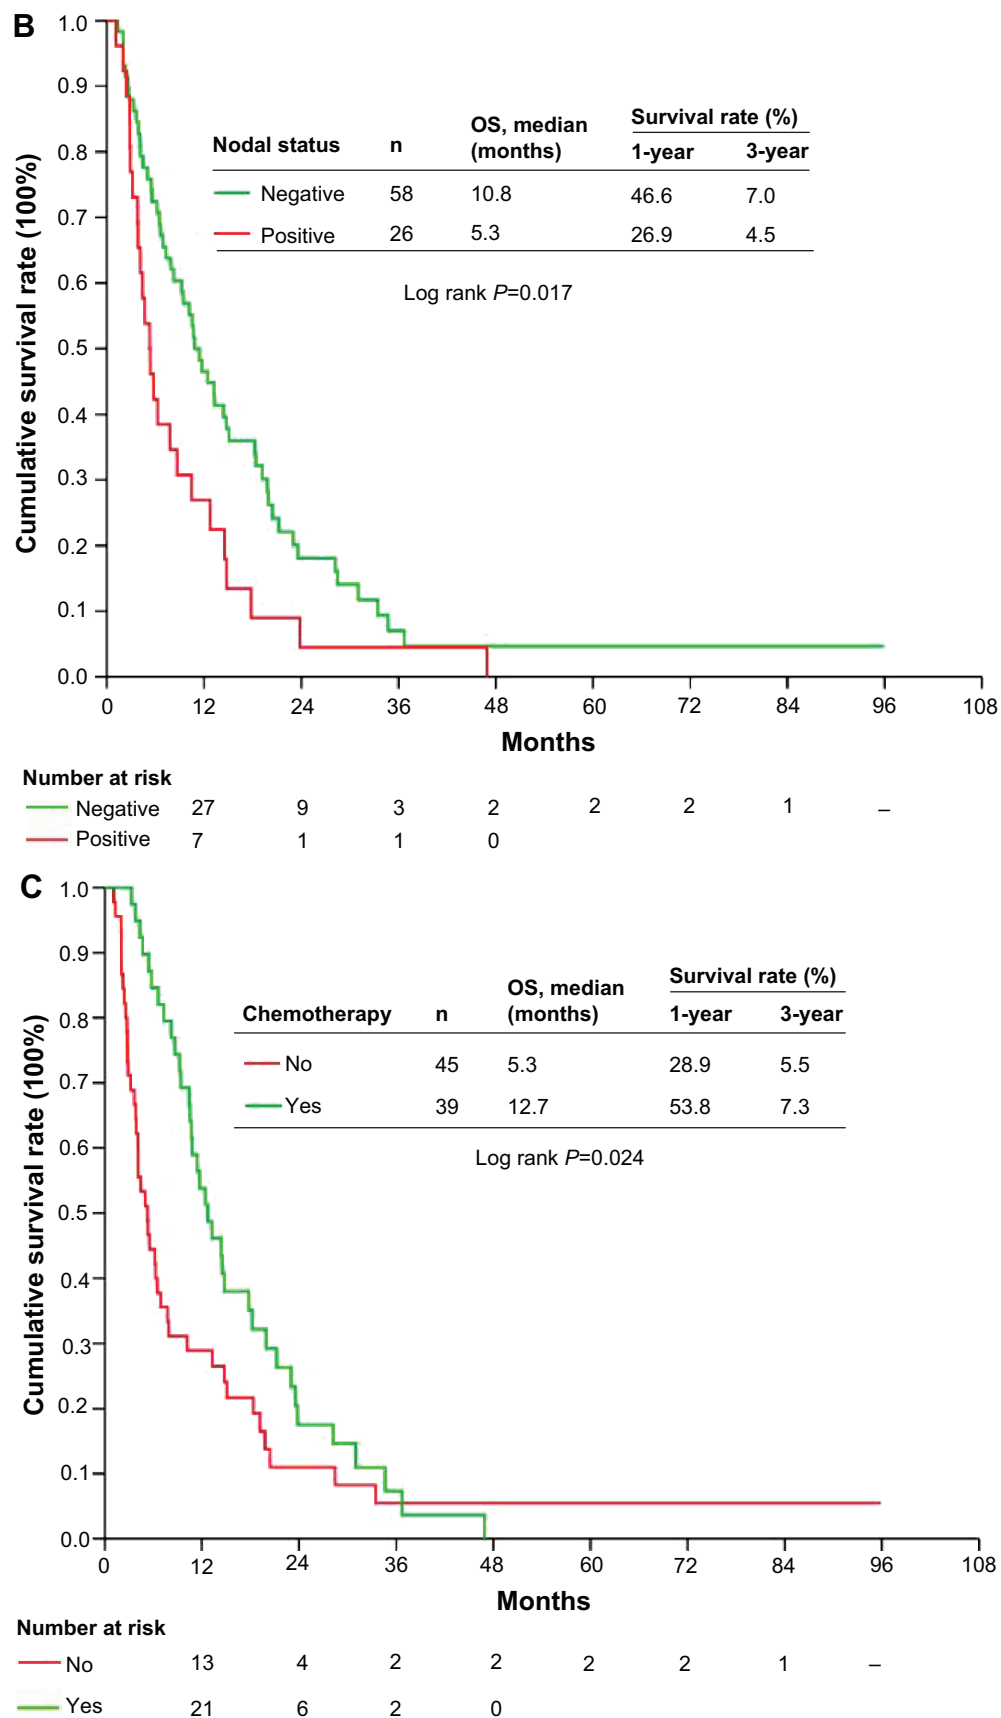 B
Cumulative survival rate (100%)
1.0
0.9
0.8
0.7
0.6
0.5
0.4
0.3
0.2
0.1
0.0
Nodal status n OS, median (months) Survival rate (%)
1-year 3-year
Negative 58 10.8 46.6 7.0
Positive 26 5.3 26.9 4.5
Log rank P=0.017
0 12 24 36 48 60 72 84 96 108
Months
Number at risk
Negative 27 9 3 2 2 2 1 –
Positive 7 1 1 0
C
Cumulative survival rate (100%)
1.0
0.9
0.8
0.7
0.6
0.5
0.4
0.3
0.2
0.1
0.0
Chemotherapy n OS, median (months) Survival rate (%)
1-year 3-year
No 45 5.3 28.9 5.5
Yes 39 12.7 53.8 7.3
Log rank P=0.024
0 12 24 36 48 60 72 84 96 108
Months
Number at risk
No 13 4 2 2 2 2 1 –
Yes 21 6 2 0